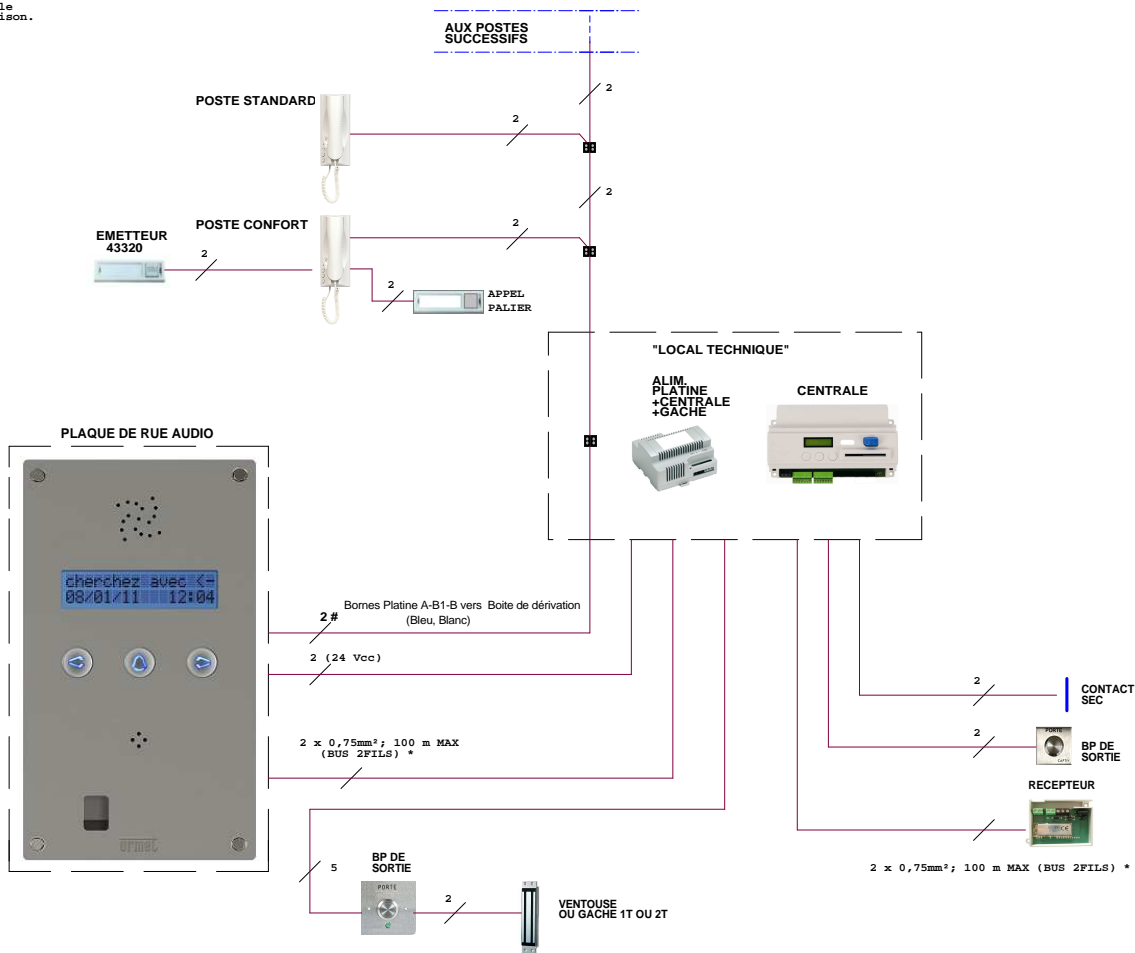 le
ison.
AUX POSTES
SUCCESSIFS
2
POSTE STANDARD
2
2
POSTE CONFORT
2
EMETTEUR
43320
2
2
APPEL
PALIER
"LOCAL TECHNIQUE"
ALIM.
PLATINE
+CENTRALE
+GACHE
CENTRALE
PLAQUE DE RUE AUDIO
cherchez avec <-
08/01/11 12:04
Bornes Platine A-B1-B vers Boite de dérivation
2 #
(Bleu, Blanc)
2 (24 Vcc)
2
CONTACT
SEC
2 x 0,75mm²; 100 m MAX
(BUS 2FILS) *
2
PORTE
BP DE
SORTIE
RECEPTEUR
CE
urmet
2 x 0,75mm²; 100 m MAX (BUS 2FILS) *
5
BP DE
SORTIE
PORTE
2
VENTOUSE
OU GACHE 1T OU 2T